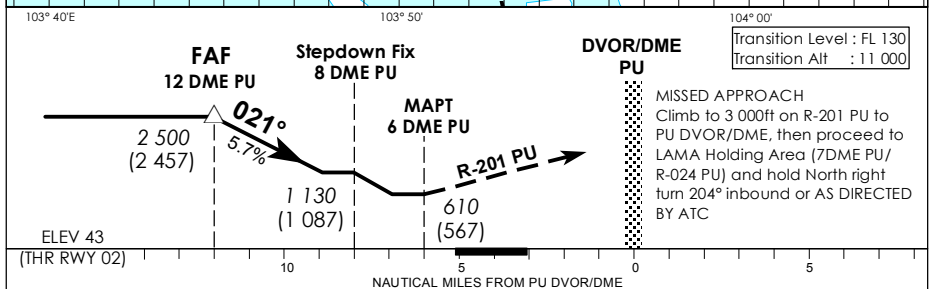 103° 40'E
103° 50'
104° 00'
Transition Level : FL 130
Transition Alt : 11 000
FAF
12 DME PU
Stepdown Fix
8 DME PU
DVOR/DME
PU
MAPT
6 DME PU
021°
5.7%
2 500
(2 457)
1 130
(1 087)
610
(567)
R-201 PU
MISSED APPROACH
Climb to 3 000ft on R-201 PU to
PU DVOR/DME, then proceed to
LAMA Holding Area (7DME PU/
R-024 PU) and hold North right
turn 204° inbound or AS DIRECTED
BY ATC
ELEV 43
(THR RWY 02)
10
5
0
5
NAUTICAL MILES FROM PU DVOR/DME